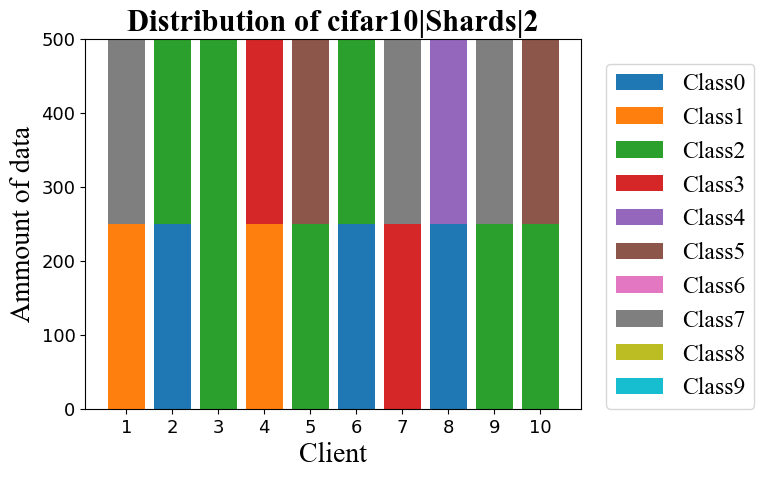 Distribution of cifar10|Shards|2
500
400
300
200
100
0
Ammount of data
1 2 3 4 5 6 7 8 9 10
Client
Class0
Class1
Class2
Class3
Class4
Class5
Class6
Class7
Class8
Class9